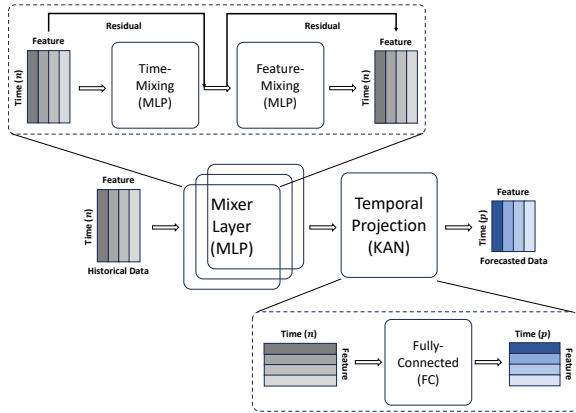 Residual
Residual
Feature
Feature
Time (n)
Time-
Mixing
(MLP)
Feature-
Mixing
(MLP)
Time (n)
Feature
Time (n)
Historical Data
Mixer
Layer
(MLP)
Temporal
Projection
(KAN)
Feature
Time (p)
Forecasted Data
Time (n)
Feature
Fully-
Connected
(FC)
Time (p)
Feature